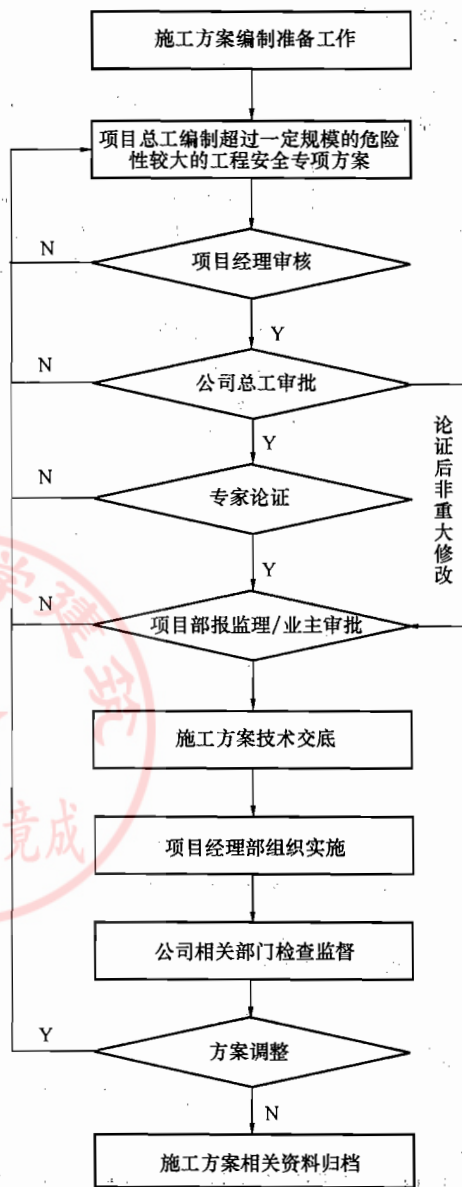 施工方案编制准备工作
项目总工编制超过一定规模的危险
性较大的工程安全专项方案
N
项目经理审核
Y
N
公司总工审批
Y
论证后非重大修改
N
专家论证
Y
N
项目部报监理/业主审批
施工方案技术交底
项目经理部组织实施
公司相关部门检查监督
Y
方案调整
N
施工方案相关资料归档
学建筑
竟成